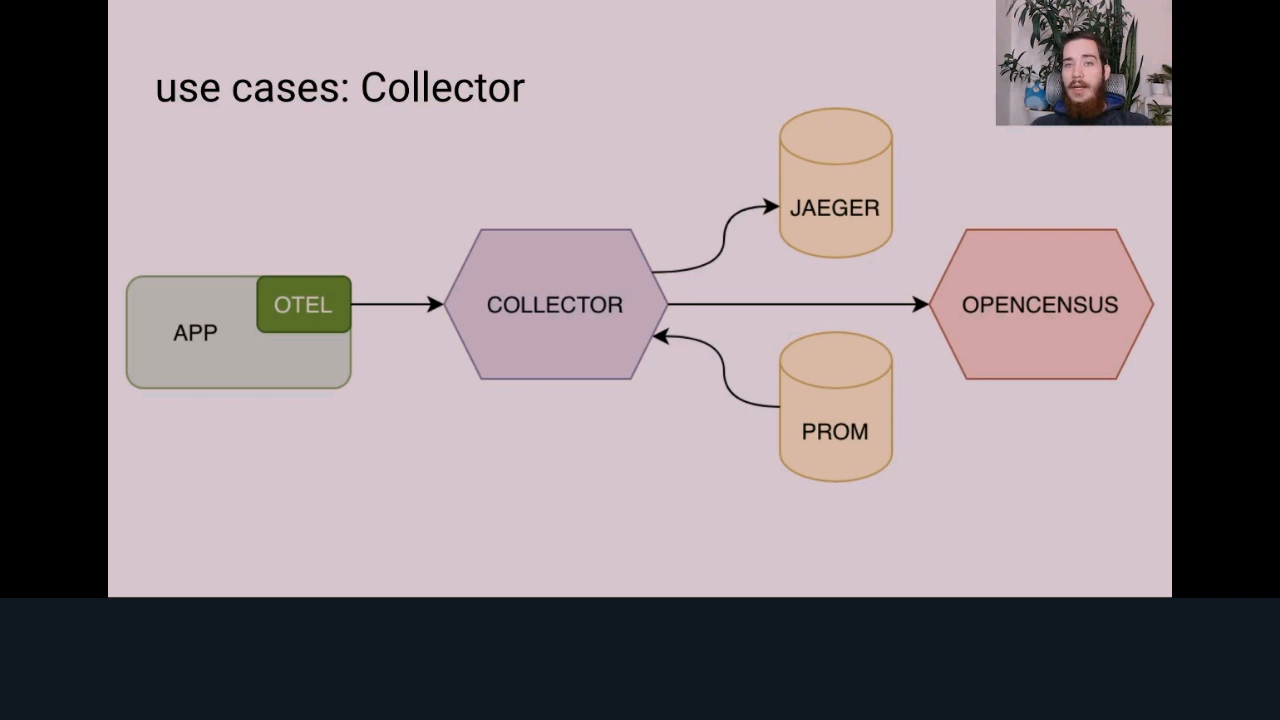 use cases: Collector
JAEGER
OTEL
APP
COLLECTOR
OPENCENSUS
PROM